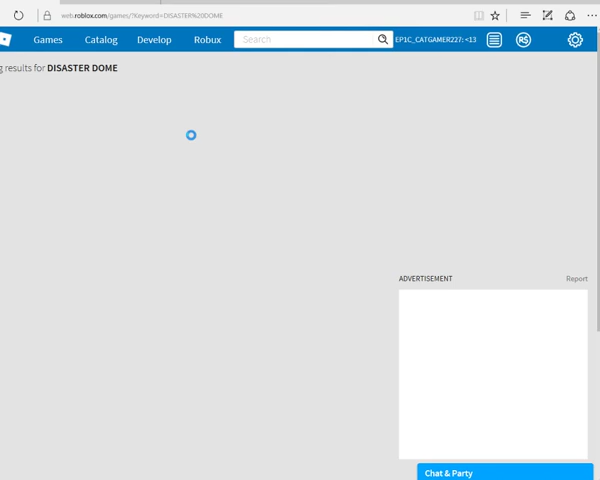 web.roblox.com/games/?Keyword=DISASTER%20DOME
Games Catalog Develop Robux Search EP1C_CATGAMER227: <13 R$
g results for DISASTER DOME
ADVERTISEMENT Report
Chat & Party